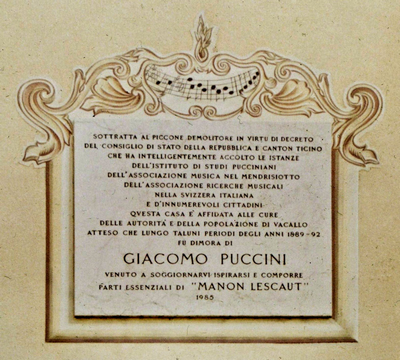 SOTTRATTA AL PICCONE DEMOLITORE IN VIRTU DI DECRETO
DEL CONSIGLIO DI STATO DELLA REPUBBLICA E CANTON TICINO
CHE HA INTELLIGENTEMENTE ACCOLTO LE ISTANZE
DELL'ISTITUTO DI STUDI PUCCINIANI
DELL'ASSOCIAZIONE MUSICA NEL MENDRISIOTTO
DELL'ASSOCIAZIONE RICERCHE MUSICALI
NELLA SVIZZERA ITALIANA
E D'INNUMEREVOLI CITTADINI
QVESTA CASA E' AFFIDATA ALLE CURE
DELLE AUTORITÀ E DELLA POPOLAZIONE DI VACALLO
ATTESO CHE LUNGO TALUNI PERIODI DEGLI ANNI 1889-92
FU DIMORA DI
GIACOMO PUCCINI
VENUTO A SOGGIORNARVI ISPIRARSI E COMPORRE
PARTI ESSENZIALI DI "MANON LESCAUT"
1985